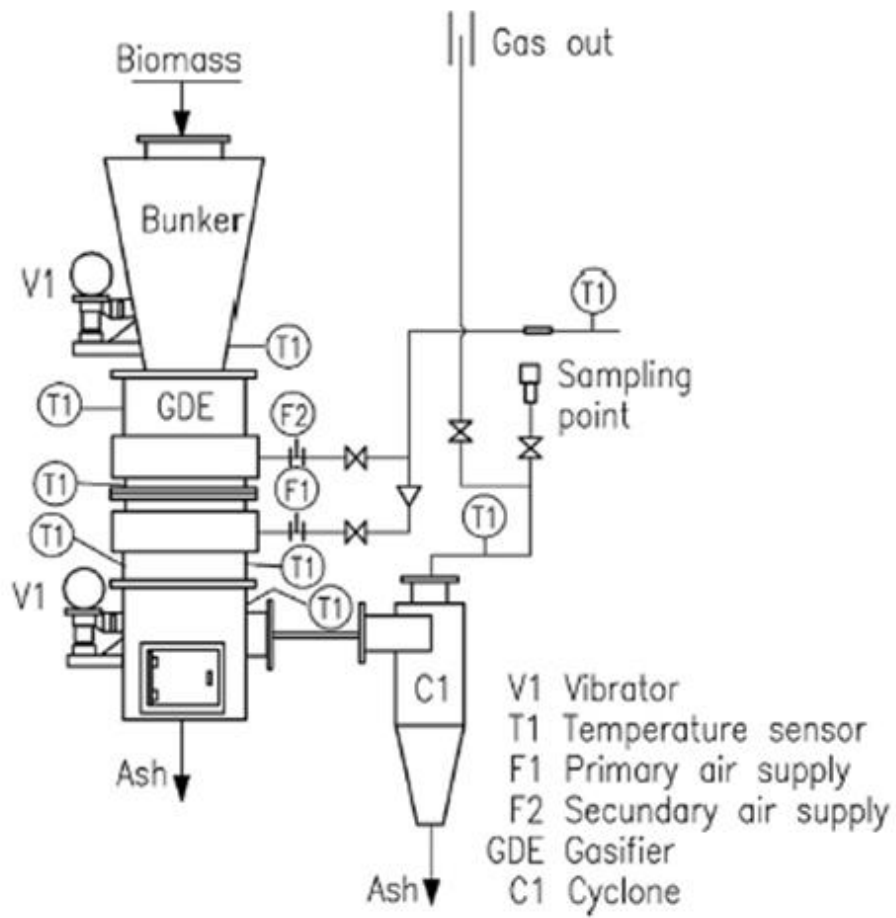 Gas out
Biomass
Bunker
V1
T1
T1
Sampling
point
T1
GDE
F2
T1
F1
T1
T1
T1
V1
T1
C1
Ash
Ash
V1 Vibrator
T1 Temperature sensor
F1 Primary air supply
F2 Secundary air supply
GDE Gasifier
C1 Cyclone